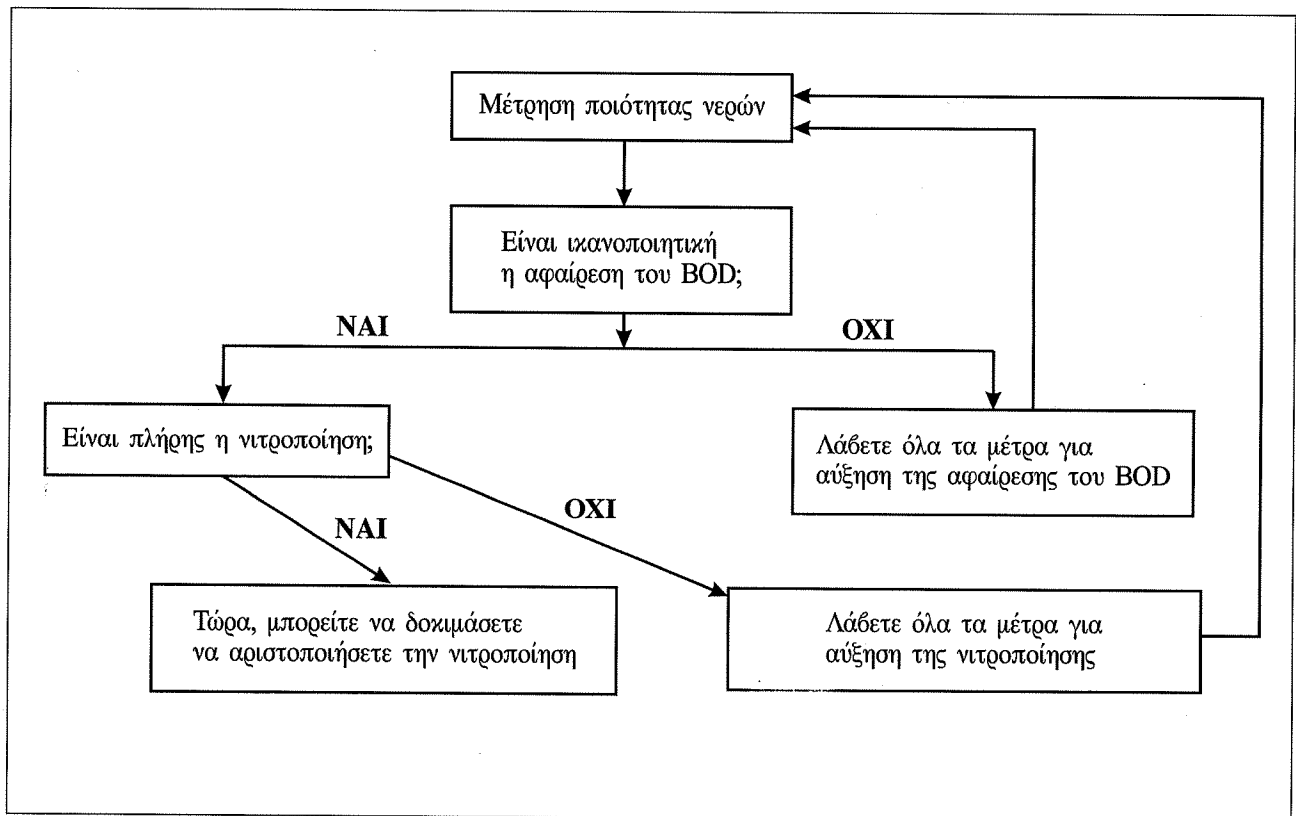 Μέτρηση ποιότητας νερών
Είναι ικανοποιητική
η αφαίρεση του BOD;
ΝΑΙ
ΟΧΙ
Είναι πλήρης η νιτροποίηση;
Λάβετε όλα τα μέτρα για
αύξηση της αφαίρεσης του BOD
ΝΑΙ
ΟΧΙ
Τώρα, μπορείτε να δοκιμάσετε
να αριστοποιήσετε την νιτροποίηση
Λάβετε όλα τα μέτρα για
αύξηση της νιτροποίησης